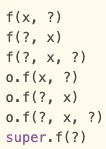 f(x, ?)
f(?, x)
f(?, x, ?)
o.f(x, ?)
o.f(?, x)
o.f(?, x, ?)
super.f(?)